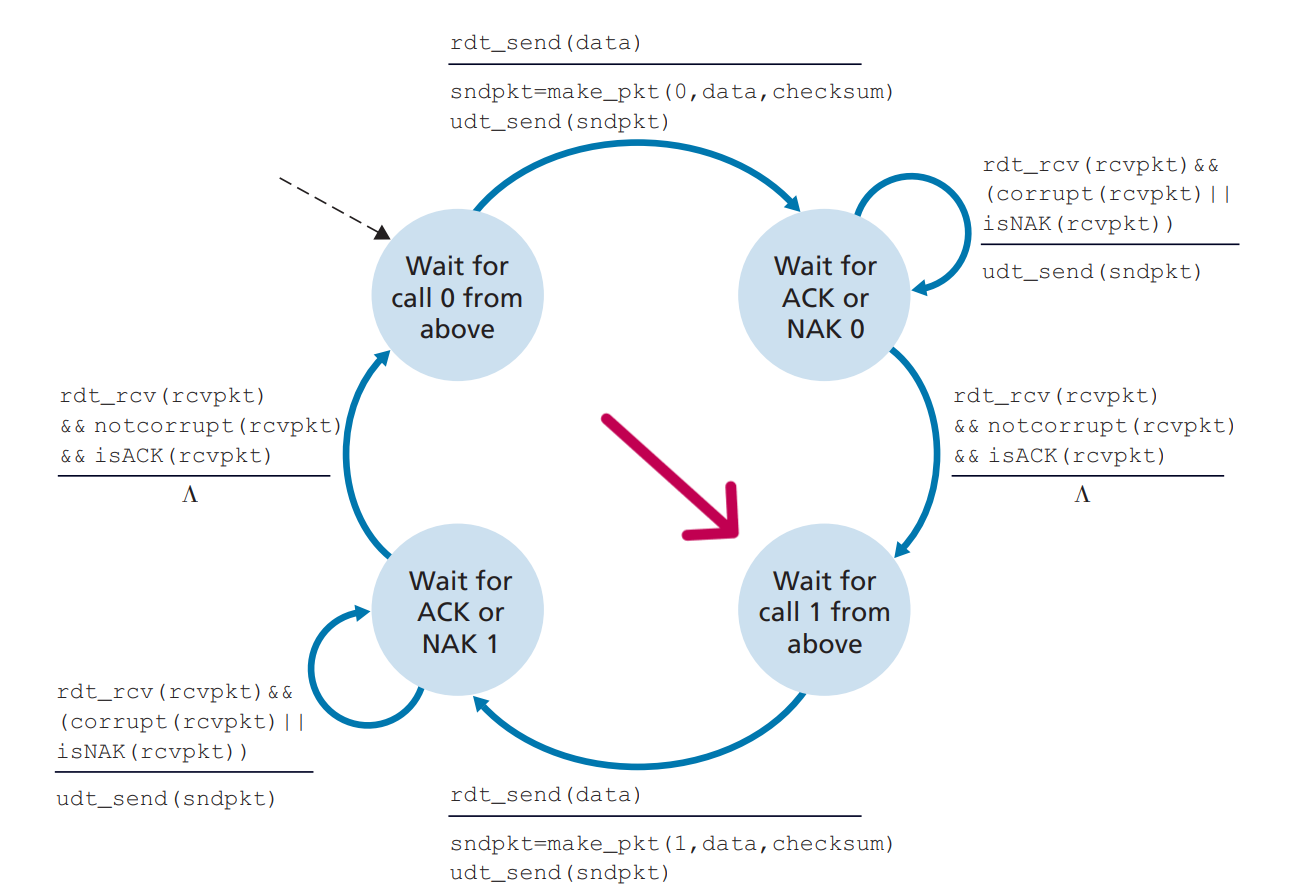 rdt_send(data)
sndpkt=make_pkt(0,data,checksum)
udt_send(sndpkt)
rdt_rcv(rcvpkt)&&
(corrupt(rcvpkt)||
isNAK(rcvpkt))
udt_send(sndpkt)
Wait for
call 0 from
above
Wait for
ACK or
NAK 0
rdt_rcv(rcvpkt)
&& notcorrupt(rcvpkt)
&& isACK(rcvpkt)
Λ
rdt_rcv(rcvpkt)
&& notcorrupt(rcvpkt)
&& isACK(rcvpkt)
Λ
Wait for
ACK or
NAK 1
Wait for
call 1 from
above
rdt_rcv(rcvpkt)&&
(corrupt(rcvpkt)||
isNAK(rcvpkt))
udt_send(sndpkt)
rdt_send(data)
sndpkt=make_pkt(1,data,checksum)
udt_send(sndpkt)